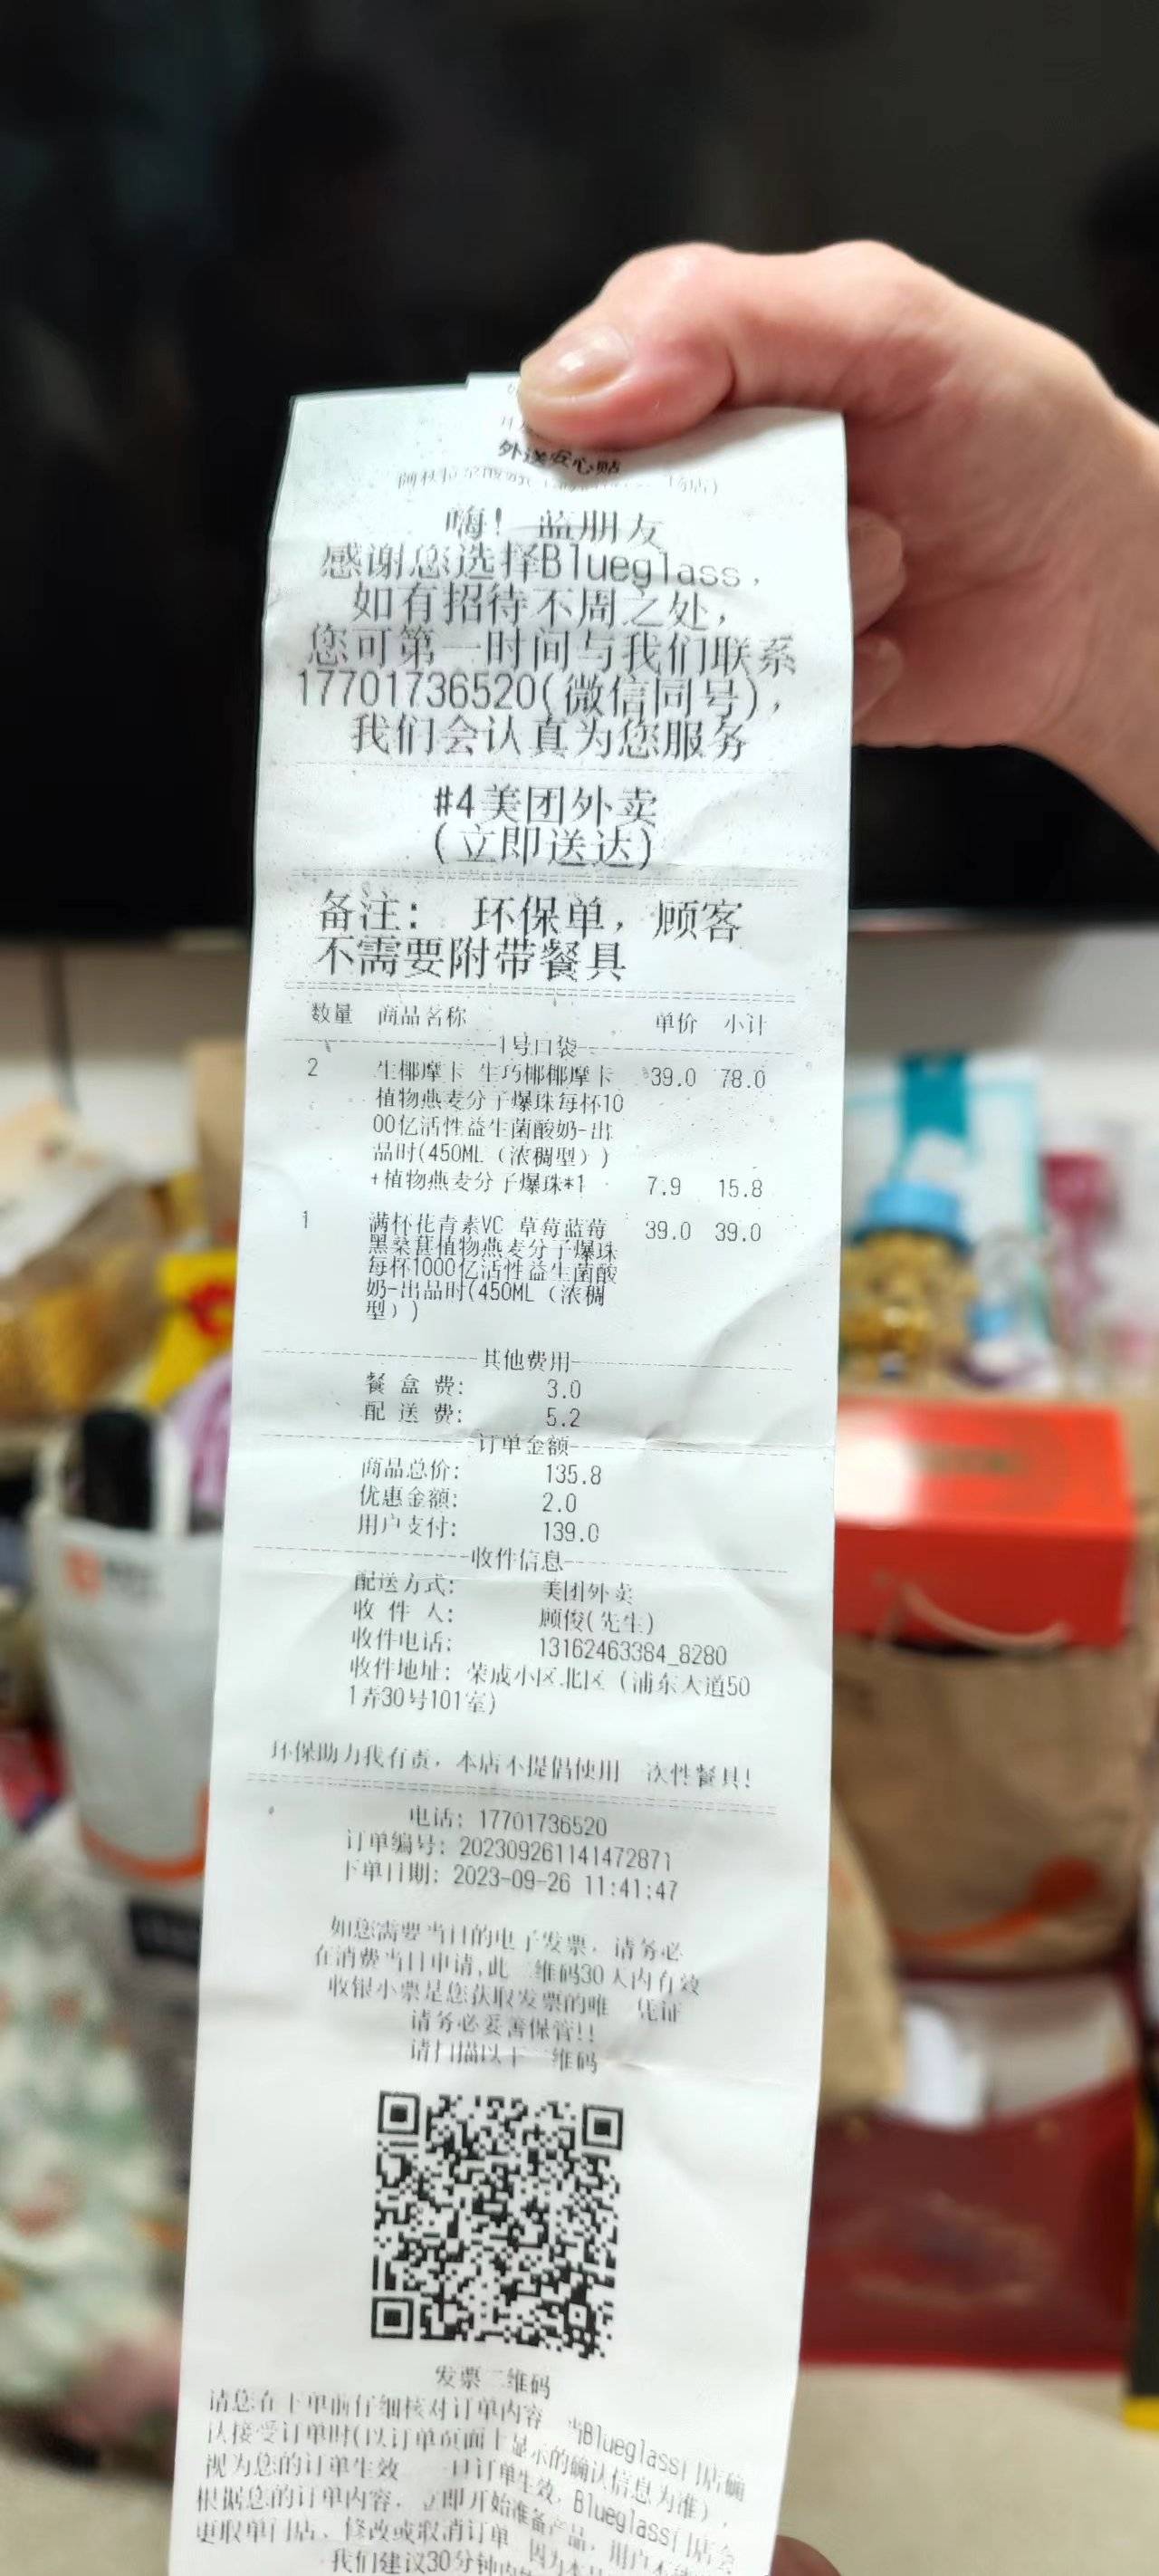 外送安心贴
嗨! 蓝朋友
感谢您选择Blueglass,
如有招待不周之处,
您可第一时间与我们联系
17701736520(微信同号),
我们会认真为您服务
#4美团外卖
(立即送达)
备注: 环保单, 顾客
不需要附带餐具
数量 商品名称 单价 小计
1号口袋
2 生椰摩卡 生巧椰椰摩卡 39.0 78.0
植物燕麦分子爆珠每杯10
00亿活性益生菌酸奶-出
品时(450ML（浓稠型）)
+植物燕麦分子爆珠*1 7.9 15.8
1 满杯花青素VC 草莓蓝莓 39.0 39.0
黑桑葚植物燕麦分子爆珠
每杯1000亿活性益生菌酸
奶-出品时(450ML（浓稠
型）)
其他费用
餐盒费: 3.0
配送费: 5.2
订单金额
商品总价: 135.8
优惠金额: 2.0
用户支付: 139.0
收件信息
配送方式: 美团外卖
收件人: 顾俊(先生)
收件电话: 13162463384_8280
收件地址: 荣成小区.北区（浦东大道50
1弄30号101室)
环保助力我有责, 本店不提倡使用 次性餐具!
电话: 17701736520
订单编号: 202309261141472871
下单日期: 2023-09-26 11:41:47
如您需要当日的电子发票, 请务必
在消费当日申请,此二维码30天内有效
收银小票是您获取发票的唯 凭证
请务必妥善保管!!
请扫描以下二维码
发票二维码
请您在下单前仔细核对订单内容 当Blueglass门店确
认接受订单时(以订单页面上显示的确认信息为准),
视为您的订单生效 一旦订单生效, Blueglass门店会
根据您的订单内容, 立即开始准备产品, 用户
更取单门店、修改或取消订单 因为本
我们建议30分钟内